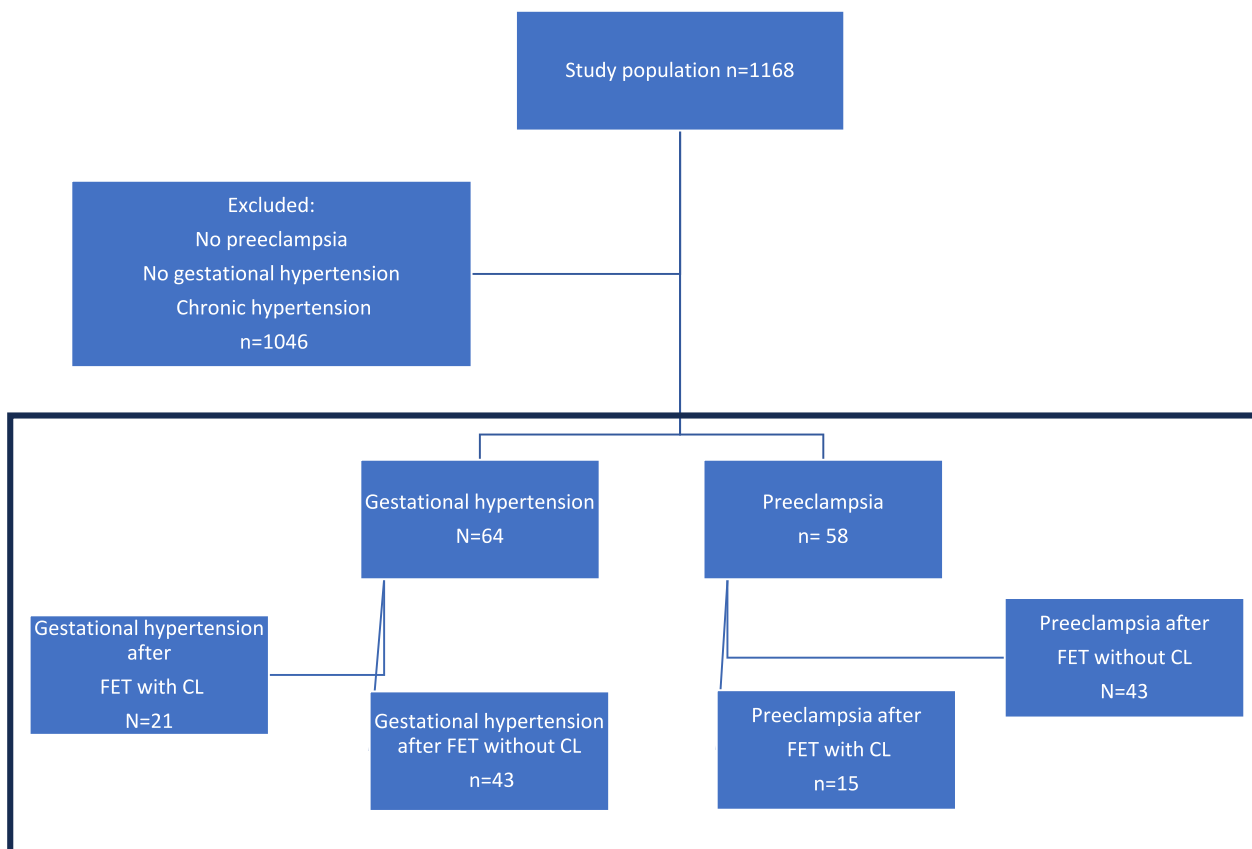 Study population n=1168
Excluded:
No preeclampsia
No gestational hypertension
Chronic hypertension
n=1046
Gestational hypertension
N=64
Preeclampsia
n= 58
Gestational hypertension
after
FET with CL
N=21
Gestational hypertension
after FET without CL
n=43
Preeclampsia after
FET with CL
n=15
Preeclampsia after
FET without CL
N=43